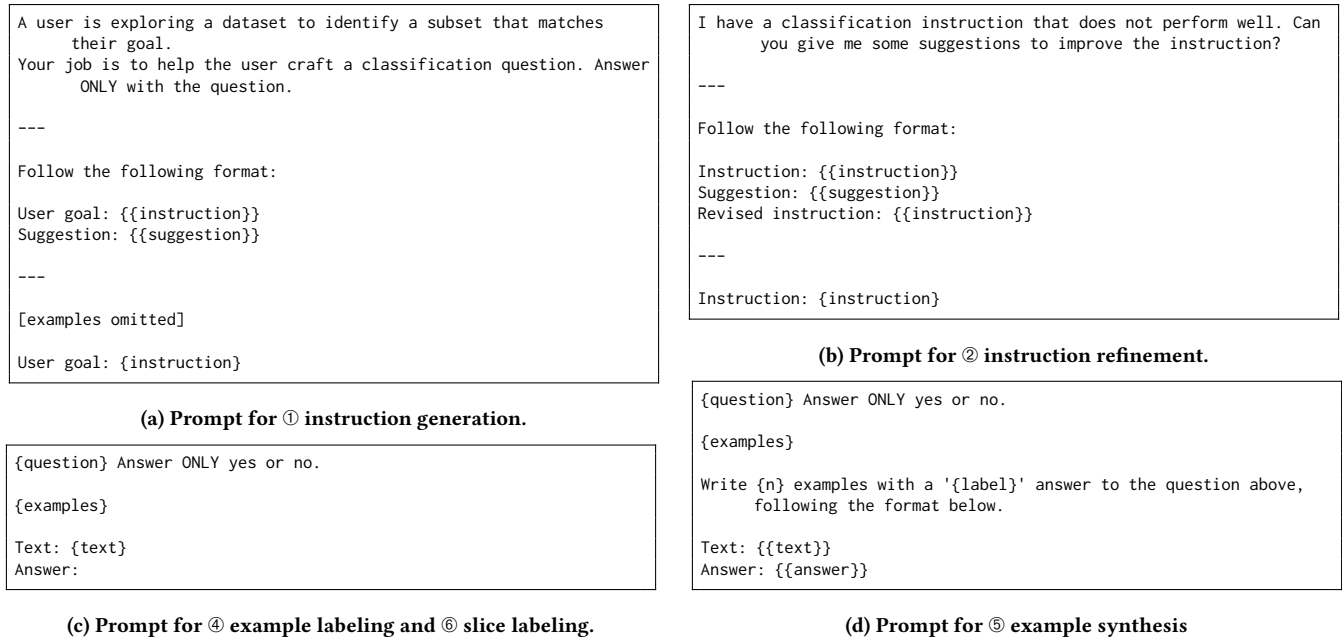 A user is exploring a dataset to identify a subset that matches
their goal.
Your job is to help the user craft a classification question. Answer
ONLY with the question.
---
Follow the following format:
User goal: {{instruction}}
Suggestion: {{suggestion}}
---
[examples omitted]
User goal: {instruction}
(a) Prompt for ① instruction generation.
I have a classification instruction that does not perform well. Can
you give me some suggestions to improve the instruction?
---
Follow the following format:
Instruction: {{instruction}}
Suggestion: {{suggestion}}
Revised instruction: {{instruction}}
---
Instruction: {instruction}
(b) Prompt for ② instruction refinement.
{question} Answer ONLY yes or no.
{examples}
Text: {text}
Answer:
(c) Prompt for ④ example labeling and ⑥ slice labeling.
{question} Answer ONLY yes or no.
{examples}
Write {n} examples with a '{label}' answer to the question above,
following the format below.
Text: {{text}}
Answer: {{answer}}
(d) Prompt for ⑤ example synthesis